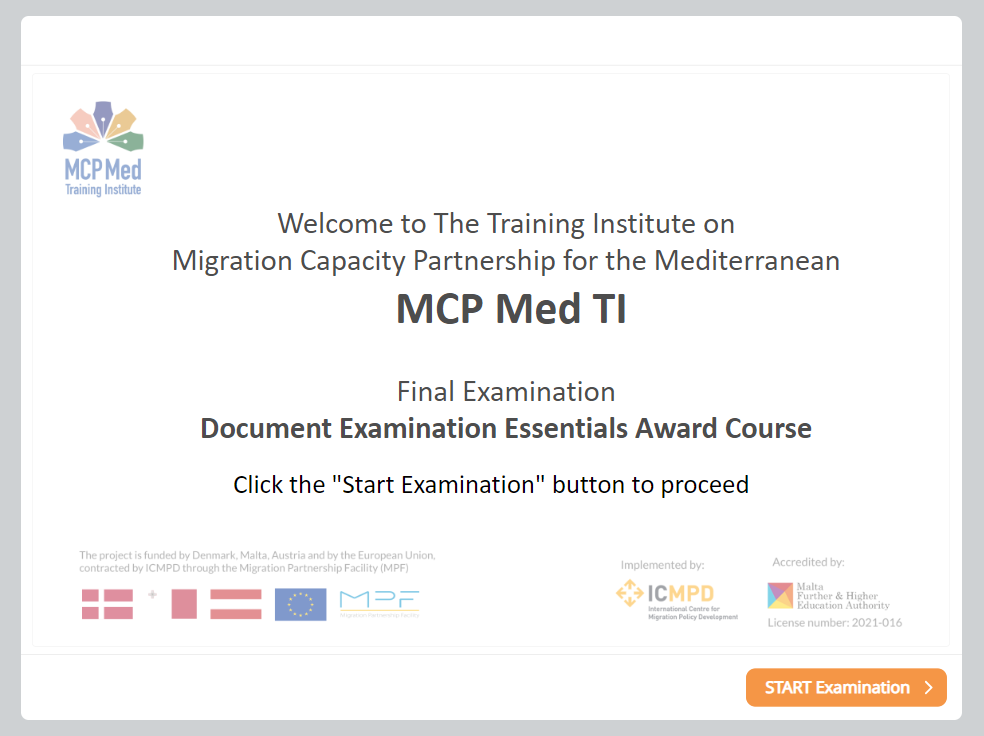 MCP Med
Training Institute
Welcome to The Training Institute on
Migration Capacity Partnership for the Mediterranean
MCP Med TI
Final Examination
Document Examination Essentials Award Course
Click the "Start Examination" button to proceed
The project is funded by Denmark, Malta, Austria and by the European Union,
contracted by ICMPD through the Migration Partnership Facility (MPF)
MPF
Migration Partnership Facility
Implemented by:
ICMPD
International Centre for
Migration Policy Development
Accredited by:
Malta
Further & Higher
Education Authority
License number: 2021-016
START Examination